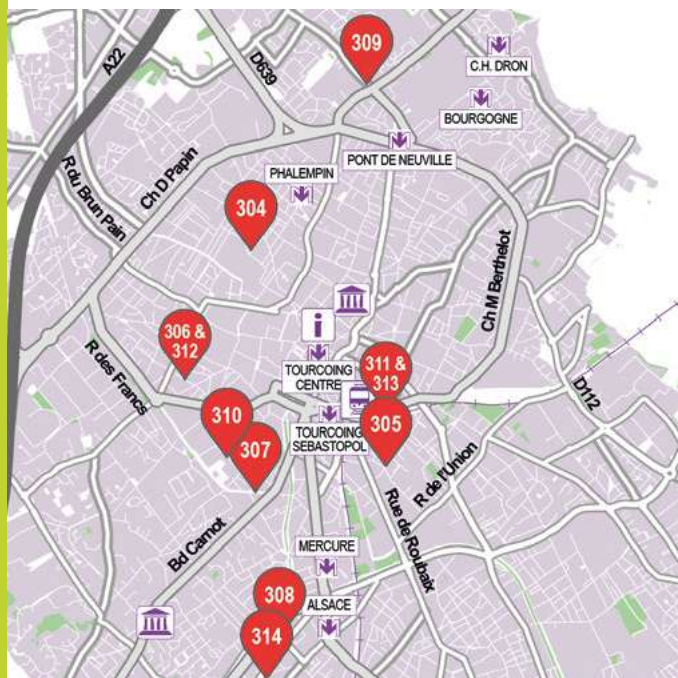 309
A22
D639
C.H. DRON
BOURGOGNE
PONT DE NEUVILLE
Ch D Papin
PHALEMPIN
R du Brun Pain
304
Ch M Berthelot
i
306 &
312
TOURCOING
CENTRE
311 &
313
R des Francs
D112
310
305
TOURCOING
SEBASTOPOL
307
R de l'Union
Bd Carnot
Rue de Roubaix
MERCURE
308
ALSACE
314